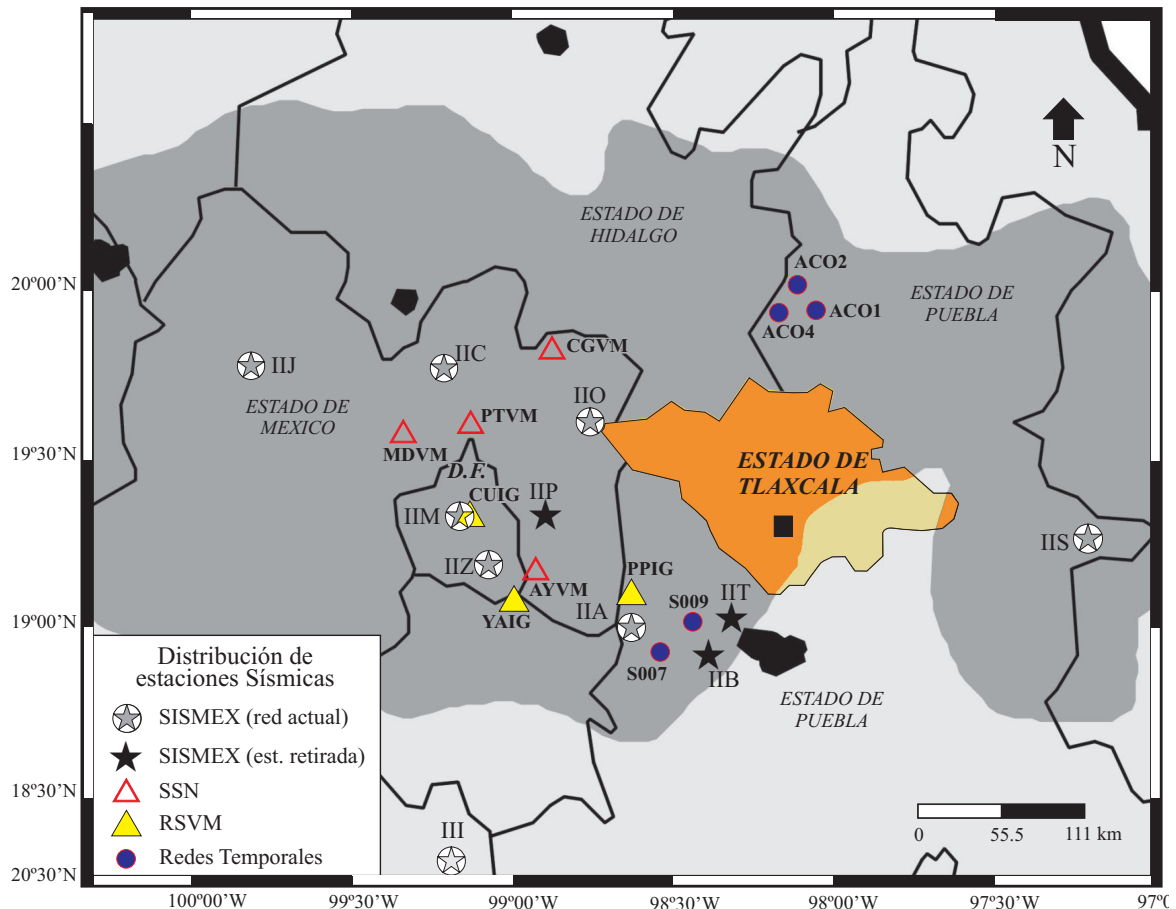 N
ESTADO DE
HIDALGO
ACO2
ACO1
ACO4
ESTADO DE
PUEBLA
20º00’N
IIJ
IIC
CGVM
IIO
ESTADO DE
MEXICO
PTVM
MDVM
19º30’N
D.F.
ESTADO DE
TLAXCALA
CUIG
IIP
IIM
IIS
IIZ
AYVM
PPIG
YAIG
IIA
S009
IIT
19º00’N
S007
IIB
ESTADO DE
PUEBLA
Distribución de
estaciones Sísmicas
SISMEX (red actual)
SISMEX (est. retirada)
SSN
RSVM
Redes Temporales
18º30’N
III
0
55.5
111 km
20º30’N
100º00’W
99º30’W
99º00’W
98º30’W
98º00’W
97º30’W
97º0